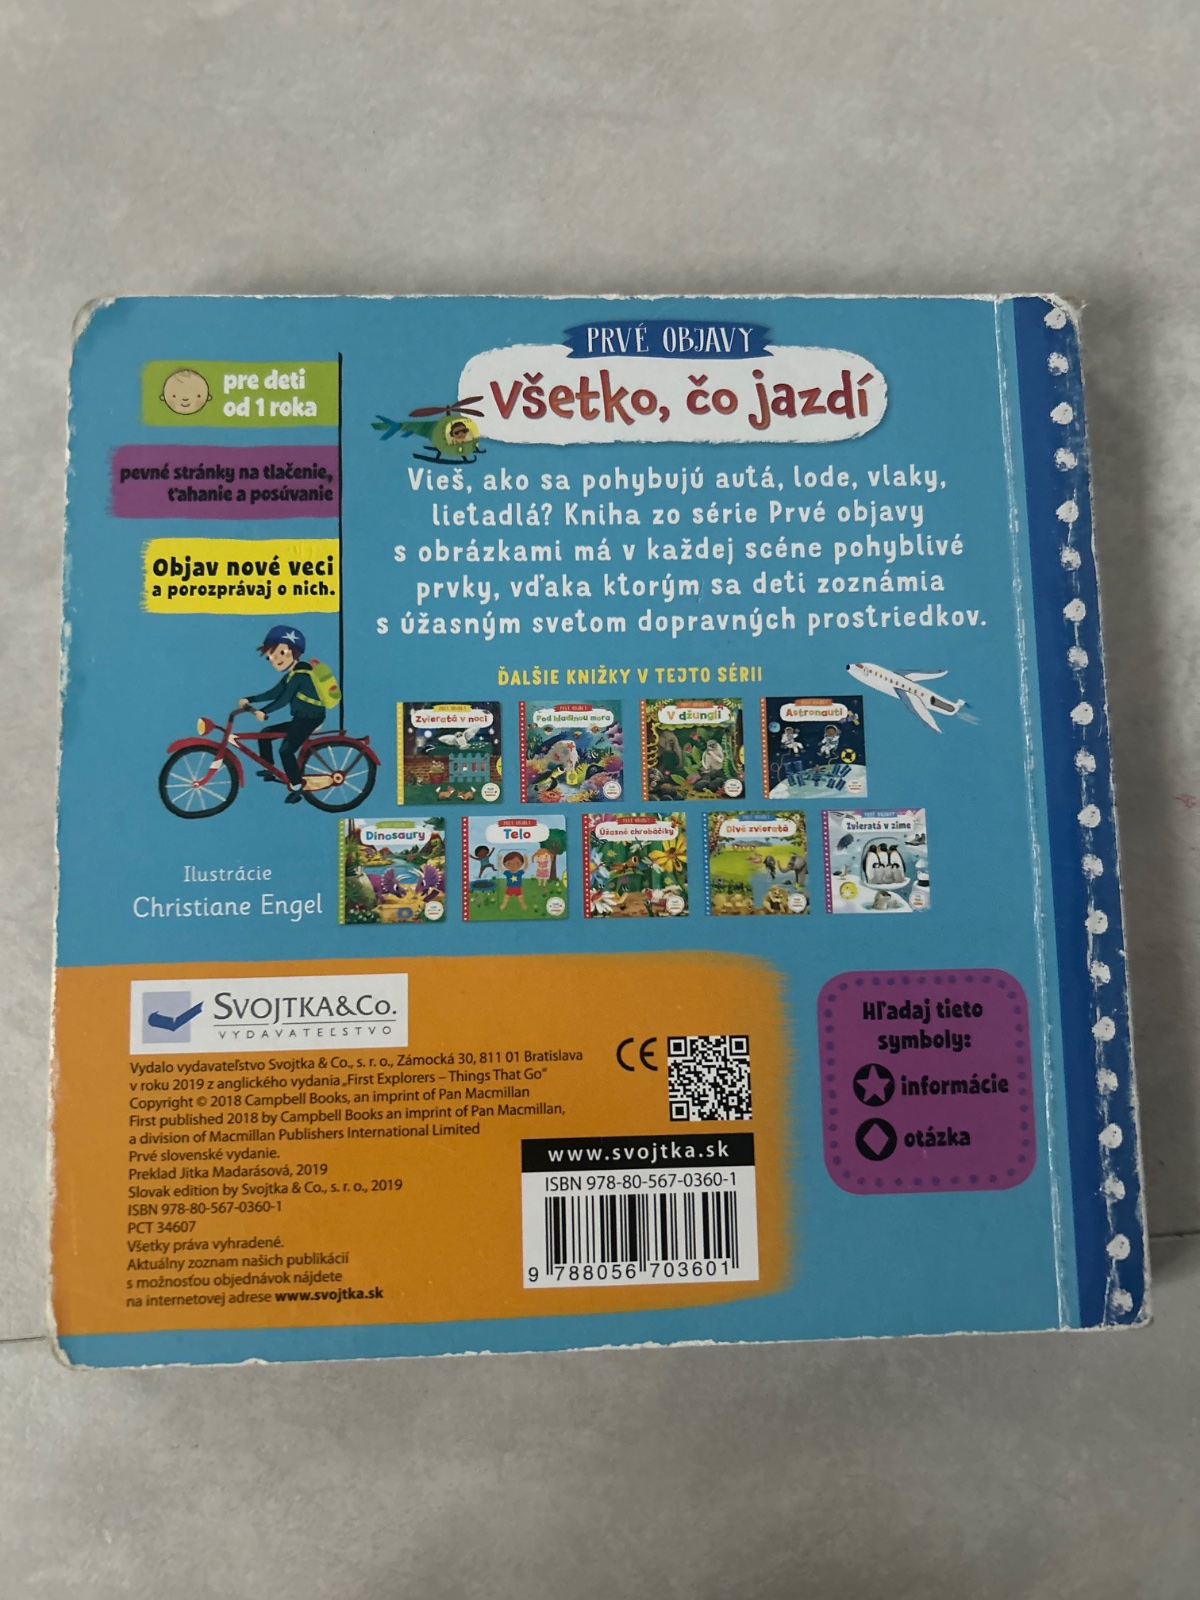 PRVÉ OBJAVY
Všetko, čo jazdí
pre deti
od 1 roka
pevné stránky na tlačenie,
ťahanie a posúvanie
Objav nové veci
a porozprávaj o nich.
Vieš, ako sa pohybujú autá, lode, vlaky,
lietadlá? Kniha zo série Prvé objavy
s obrázkami má v každej scéne pohyblivé
prvky, vďaka ktorým sa deti zoznámia
s úžasným svetom dopravných prostriedkov.
ĎALŠIE KNIŽKY V TEJTO SÉRII
Zvieratá v noci
Pod hladinou mora
V džungli
Astronauti
Dinosaury
Telo
Úžasné chrobáčiky
Divé zvieratá
Zvieratá v zime
Ilustrácie
Christiane Engel
SVOJTKA&CO.
VYDAVATEĽSTVO
Vydalo vydavateľstvo Svojtka & Co., s. r. o., Zámocká 30, 811 01 Bratislava
v roku 2019 z anglického vydania „First Explorers – Things That Go“
Copyright © 2018 Campbell Books, an imprint of Pan Macmillan
First published 2018 by Campbell Books an imprint of Pan Macmillan,
a division of Macmillan Publishers International Limited
Prvé slovenské vydanie.
Preklad Jitka Madarásová, 2019
Slovak edition by Svojtka & Co., s. r. o., 2019
ISBN 978-80-567-0360-1
PCT 34607
Všetky práva vyhradené.
Aktuálny zoznam našich publikácií
s možnosťou objednávok nájdete
na internetovej adrese www.svojtka.sk
CE
www.svojtka.sk
ISBN 978-80-567-0360-1
9 788056 703601
Hľadaj tieto
symboly:
informácie
otázka